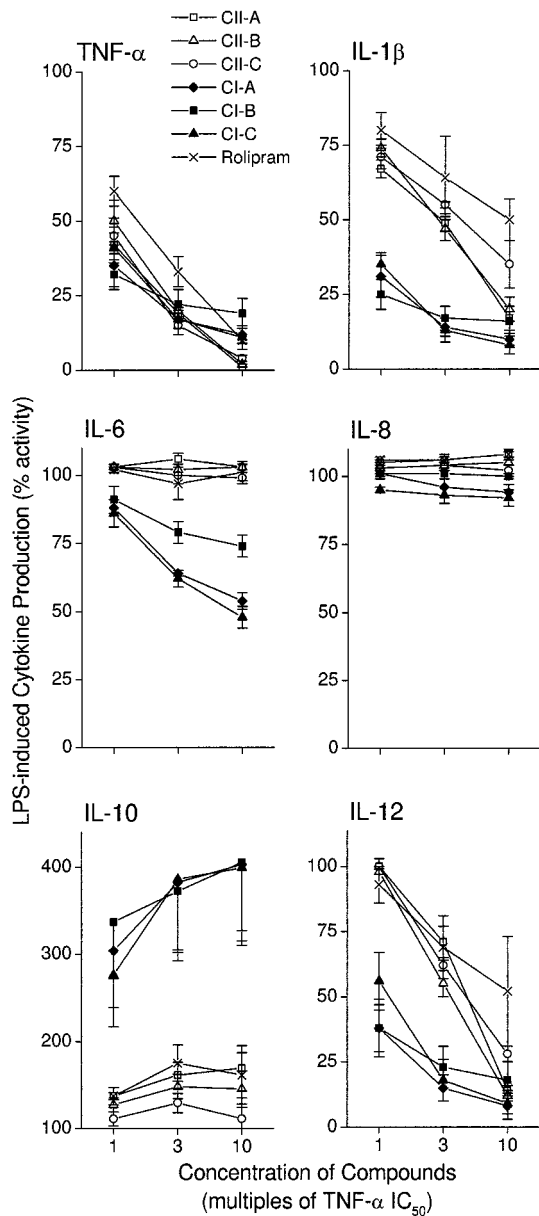 TNF-α
CII-A
CII-B
CII-C
CI-A
CI-B
CI-C
Rolipram
100
75
50
25
0
IL-1β
100
75
50
25
0
IL-6
100
75
50
25
0
IL-8
100
75
50
25
0
IL-10
400
300
200
100
1
3
10
IL-12
100
75
50
25
0
1
3
10
LPS-induced Cytokine Production (% activity)
Concentration of Compounds
(multiples of TNF-α IC50)